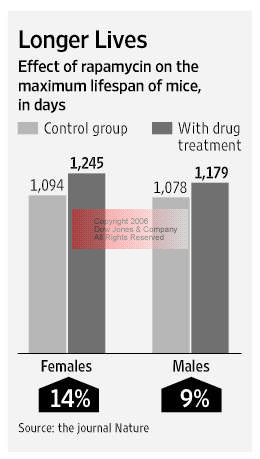 Longer Lives
Effect of rapamycin on the
maximum lifespan of mice,
in days
Control group
With drug
treatment
1,094
1,245
1,078
1,179
Copyright 2006
Dow Jones & Company
All Rights Reserved
Females
Males
14%
9%
Source: the journal Nature